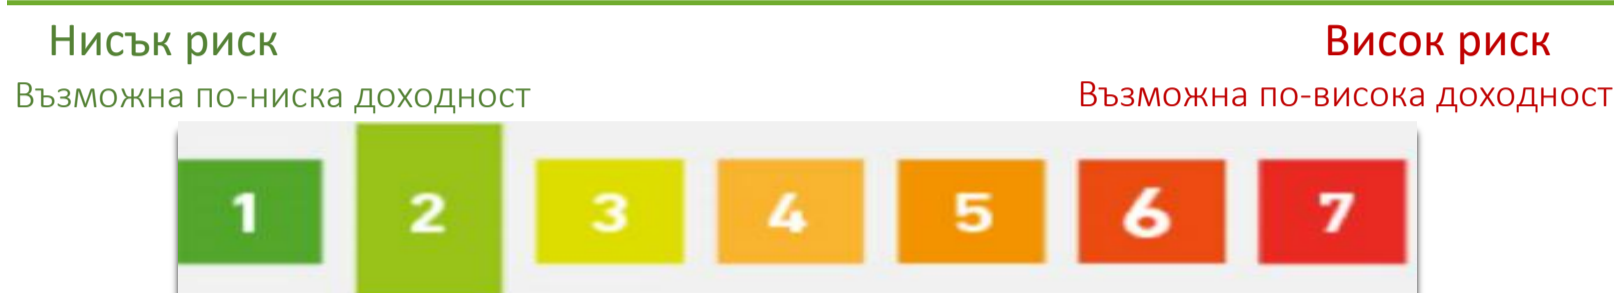 Нисък риск
Висок риск
Възможна по-ниска доходност
Възможна по-висока доходност
1 2 3 4 5 6 7